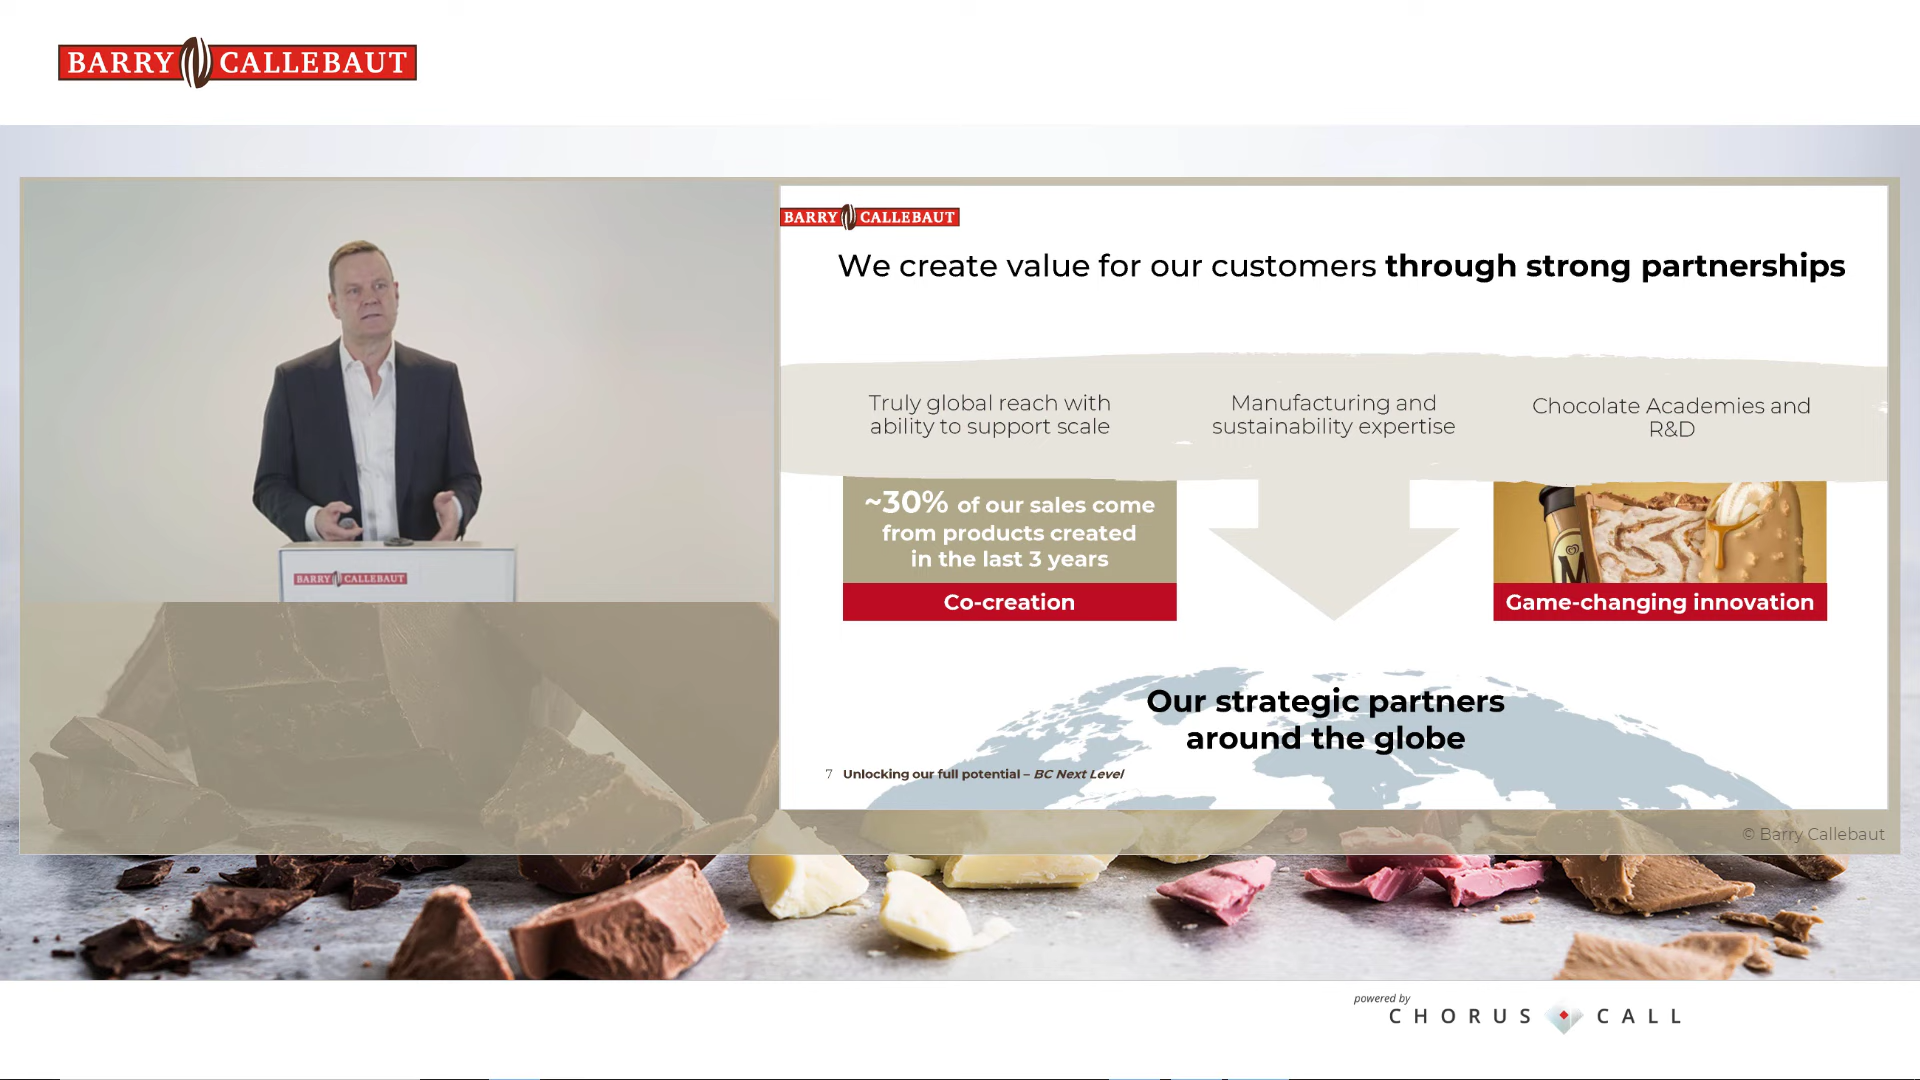 BARRY CALLEBAUT
BARRY CALLEBAUT
We create value for our customers through strong partnerships
Truly global reach with
ability to support scale
Manufacturing and
sustainability expertise
Chocolate Academies and
R&D
~30% of our sales come
from products created
in the last 3 years
Co-creation
M
Game-changing innovation
Our strategic partners
around the globe
7 Unlocking our full potential – BC Next Level
BARRY CALLEBAUT
© Barry Callebaut
powered by
CHORUS CALL